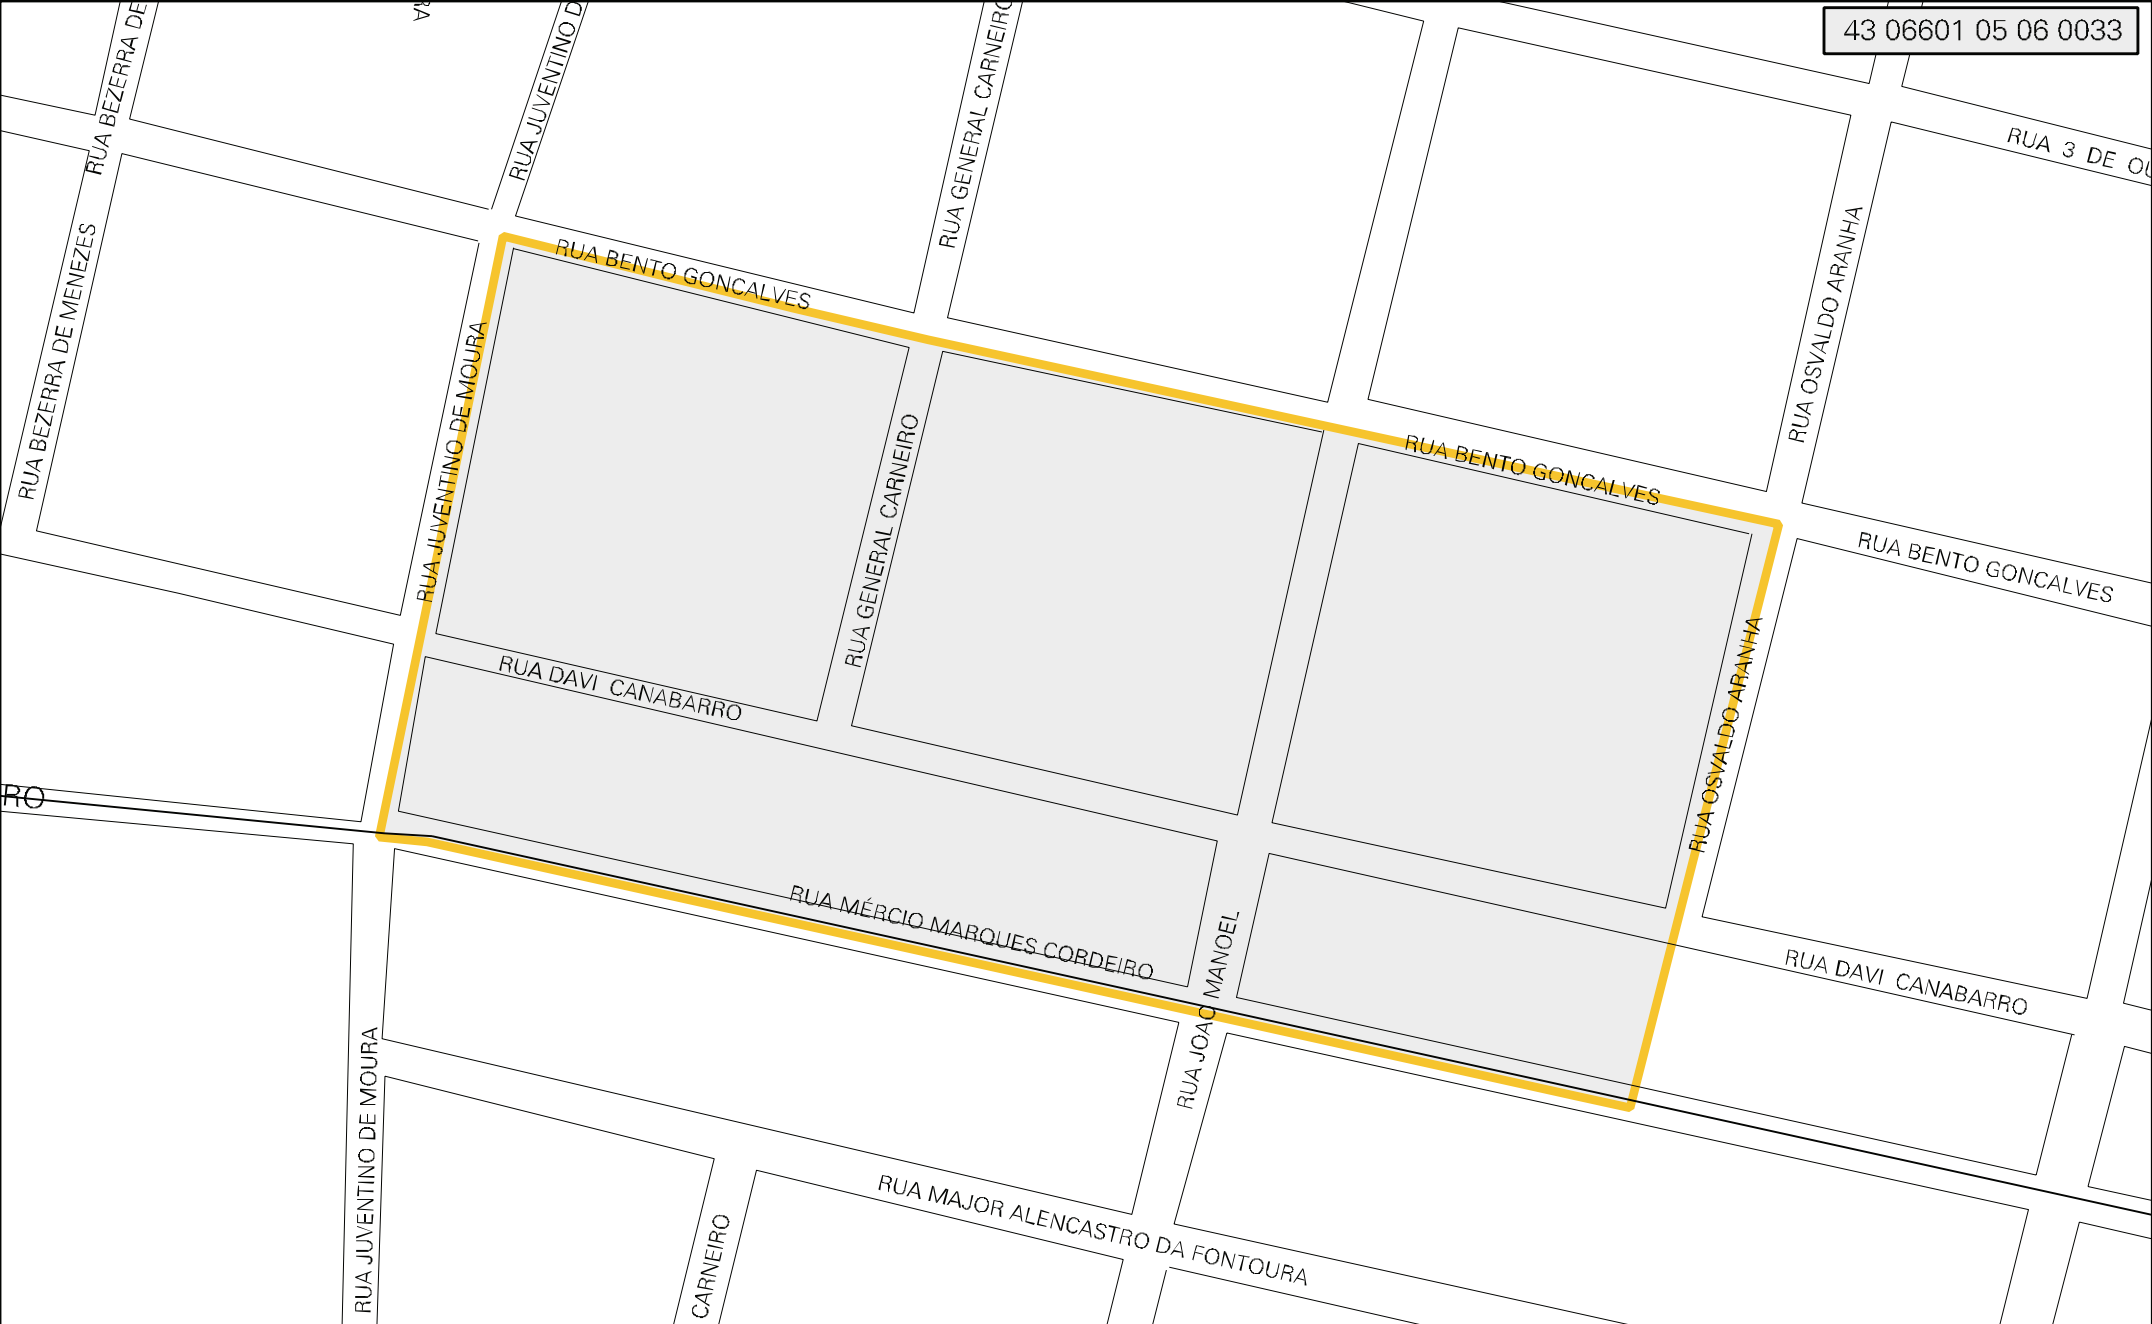 43 06601 05 06 0033
RUA BEZERRA DE
RA
RUA JUVENTINO D
RUA GENERAL CARNEIRO
RUA 3 DE OU
RUA BEZERRA DE MENEZES
RUA BENTO GONCALVES
RUA OSVALDO ARANHA
RUA JUVENTINO DE MOURA
RUA GENERAL CARNEIRO
RUA BENTO GONCALVES
RUA BENTO GONCALVES
RUA DAVI CANABARRO
RUA OSVALDO ARANHA
RO
RUA MÉRCIO MARQUES CORDEIRO
RUA JOAO MANOEL
RUA DAVI CANABARRO
RUA JUVENTINO DE MOURA
RUA MAJOR ALENCASTRO DA FONTOURA
CARNEIRO